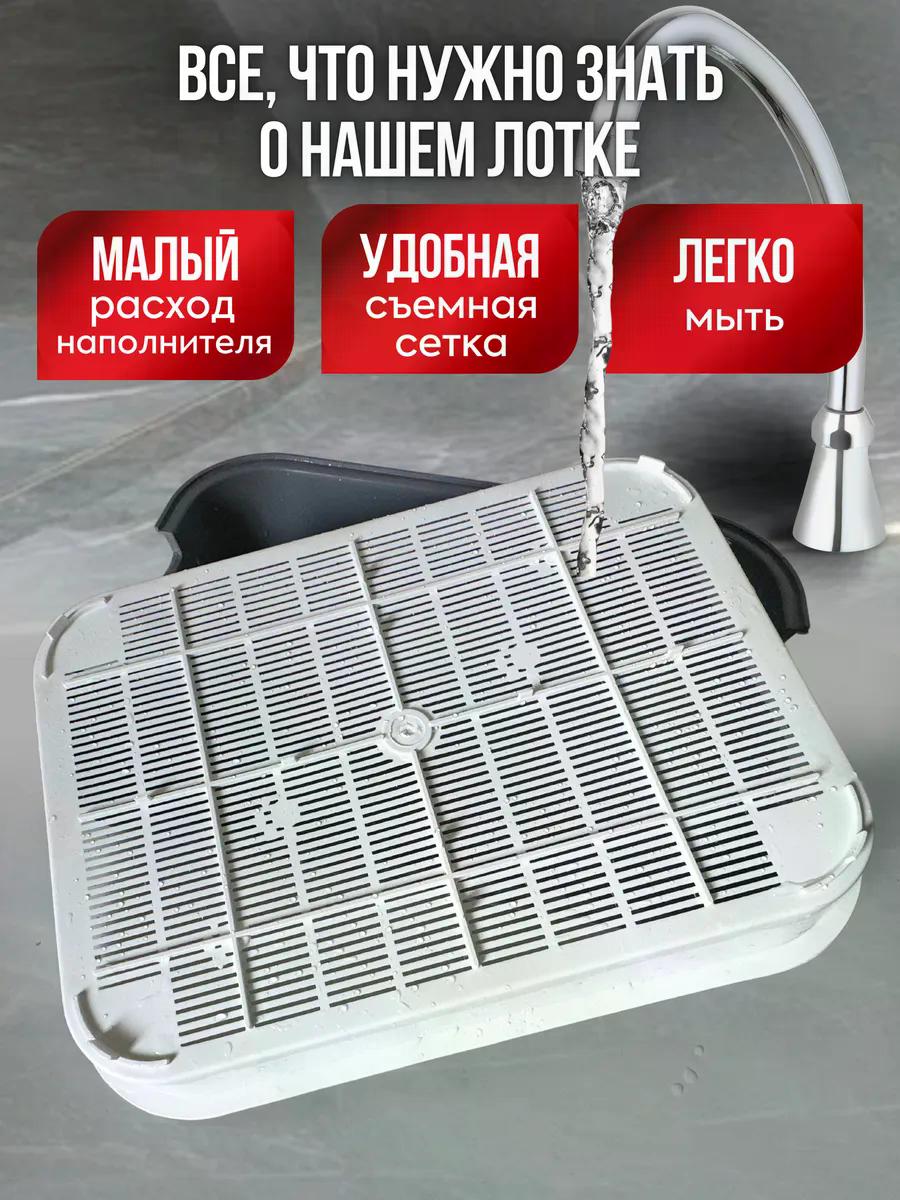 ВСЕ, ЧТО НУЖНО ЗНАТЬ
О НАШЕМ ЛОТКЕ
МАЛЫЙ
расход
наполнителя
УДОБНАЯ
съемная
сетка
ЛЕГКО
мыть